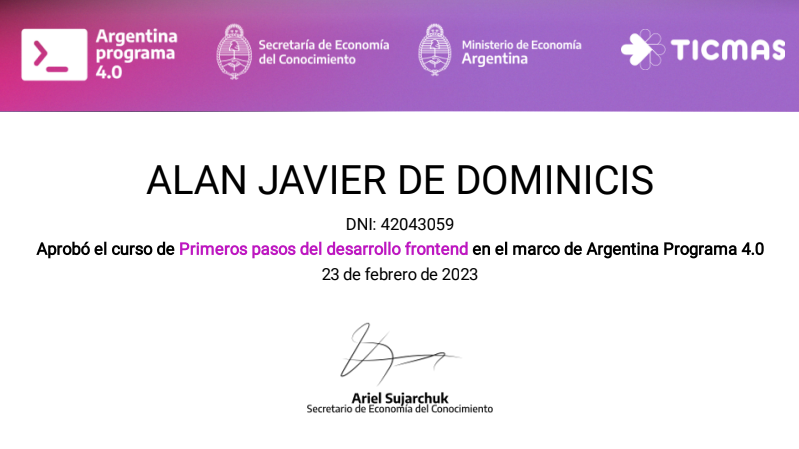 Argentina
programa
4.0
Secretaría de Economía
del Conocimiento
Ministerio de Economía
Argentina
TICMAS
ALAN JAVIER DE DOMINICIS
DNI: 42043059
Aprobó el curso de Primeros pasos del desarrollo frontend en el marco de Argentina Programa 4.0
23 de febrero de 2023
Ariel Sujarchuk
Secretario de Economía del Conocimiento